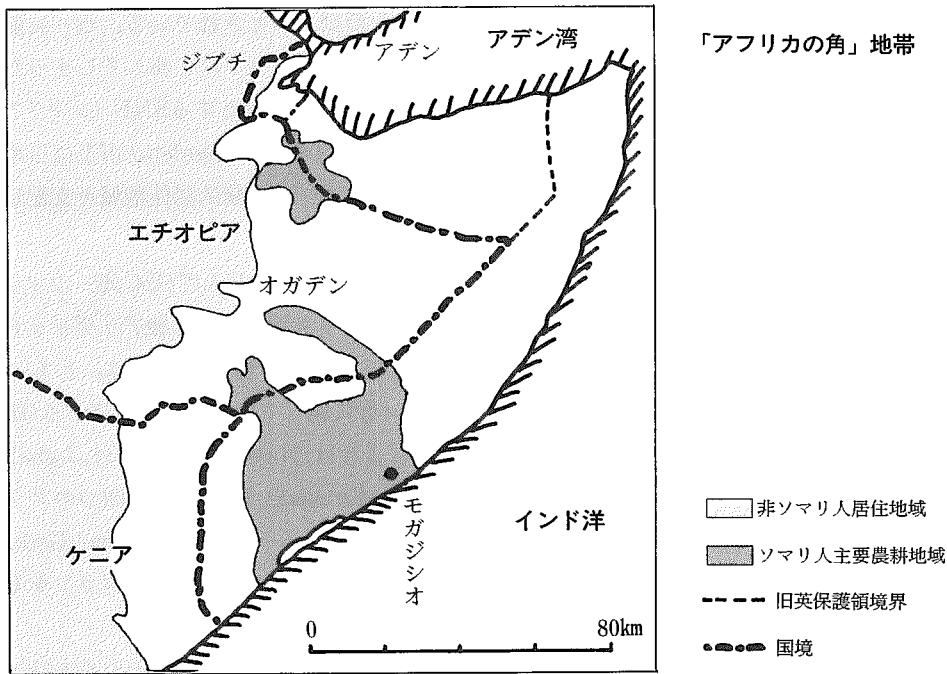 「アフリカの角」地帯
アデン湾
アデン
ジブチ
エチオピア
オガデン
モガジシオ
インド洋
ケニア
0 80km
非ソマリ人居住地域
ソマリ人主要農耕地域
旧英保護領境界
国境